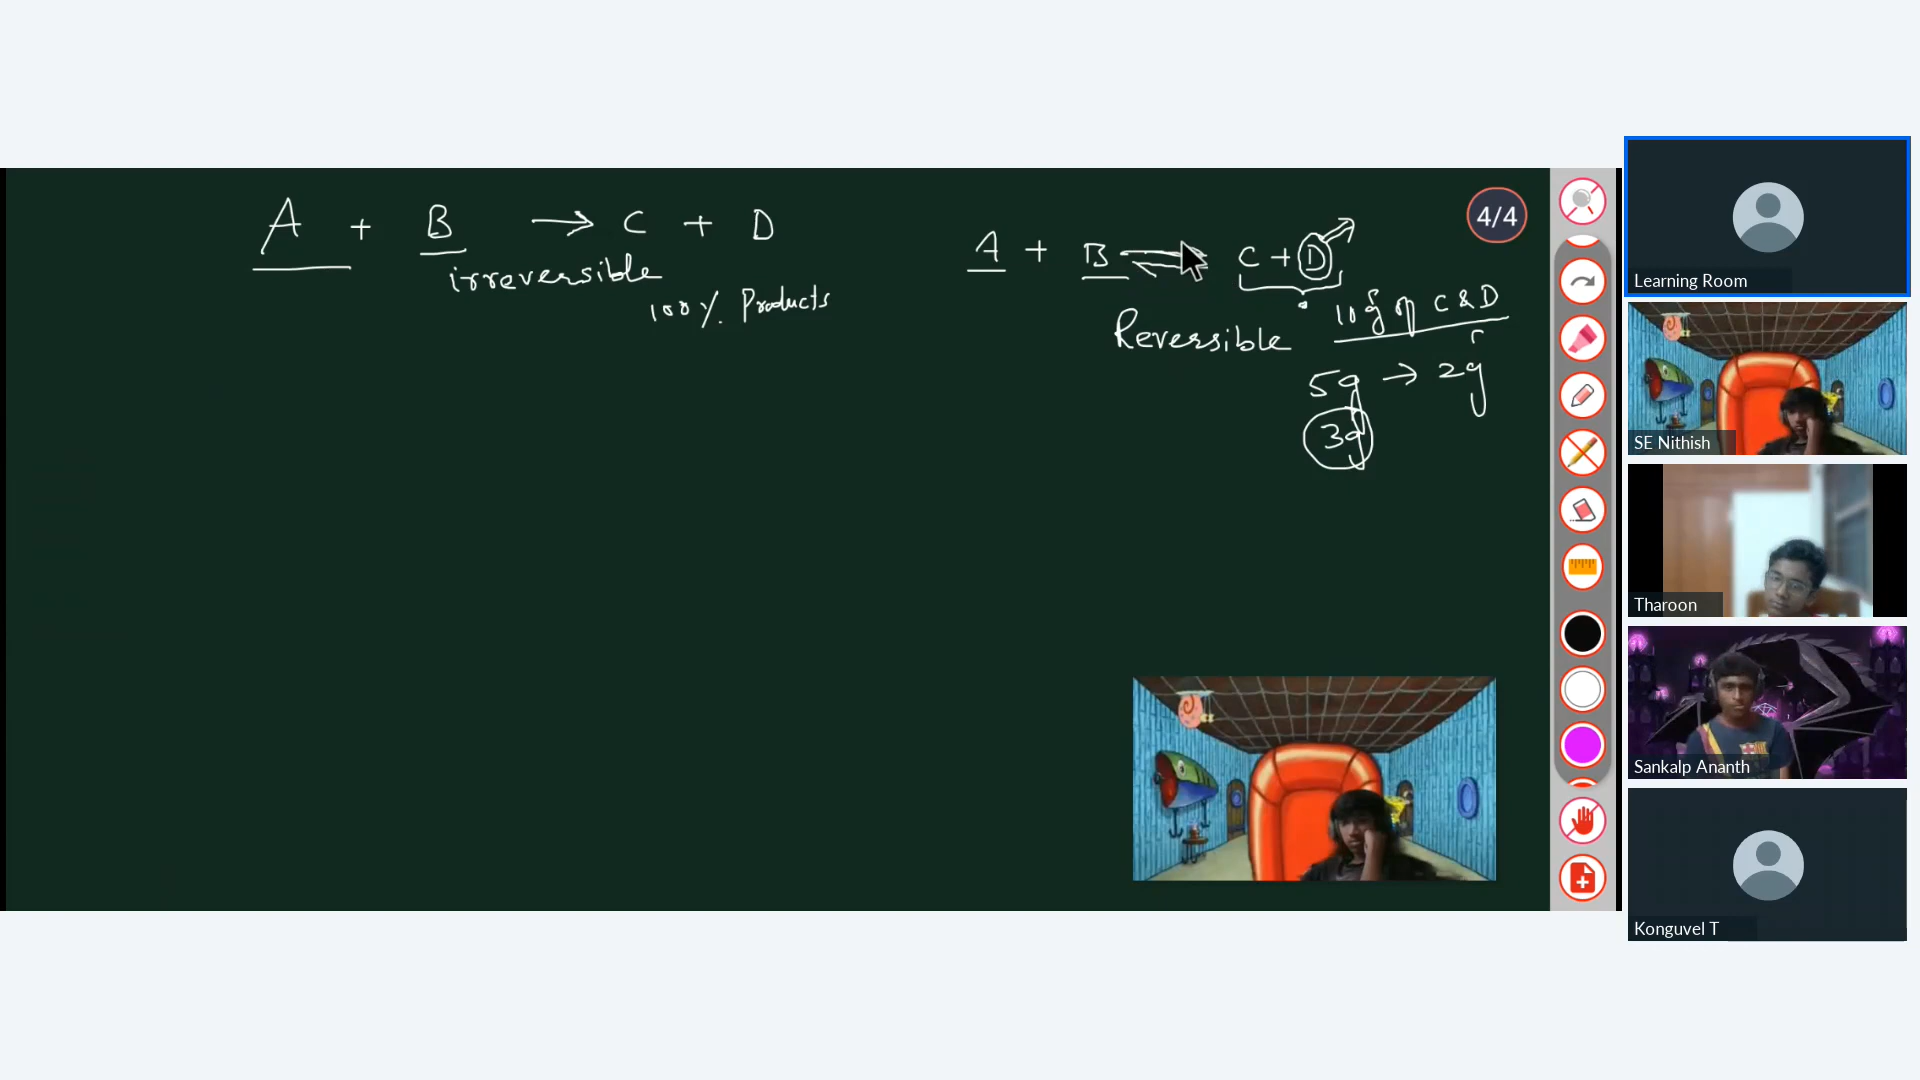 A + B → C + D
irreversible
100% Products
A + B ⇌ C + D
Reversible
10g of C & D
5g → 2g
3g
4/4
Learning Room
SE Nithish
Tharoon
Sankalp Ananth
Konguvel T